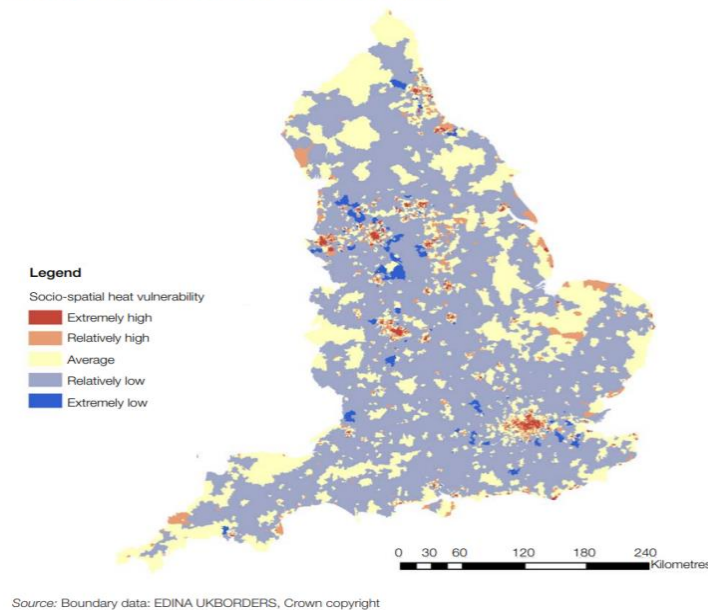 Legend
Socio-spatial heat vulnerability
Extremely high
Relatively high
Average
Relatively low
Extremely low
0 30 60 120 180 240
Kilometres
Source: Boundary data: EDINA UKBORDERS, Crown copyright